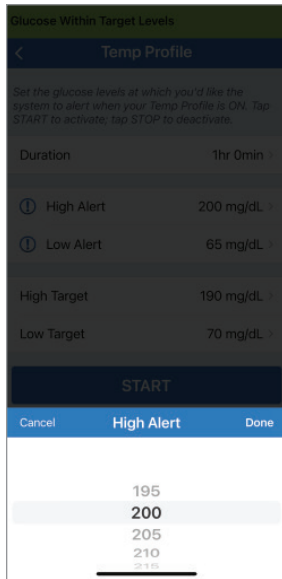 Glucose Within Target Levels
Temp Profile
Set the glucose levels at which you'd like the
system to alert when your Temp Profile is ON. Tap
START to activate; tap STOP to deactivate.
Duration 1hr 0min
High Alert 200 mg/dL
Low Alert 65 mg/dL
High Target 190 mg/dL
Low Target 70 mg/dL
START
Cancel High Alert Done
195
200
205
210
215